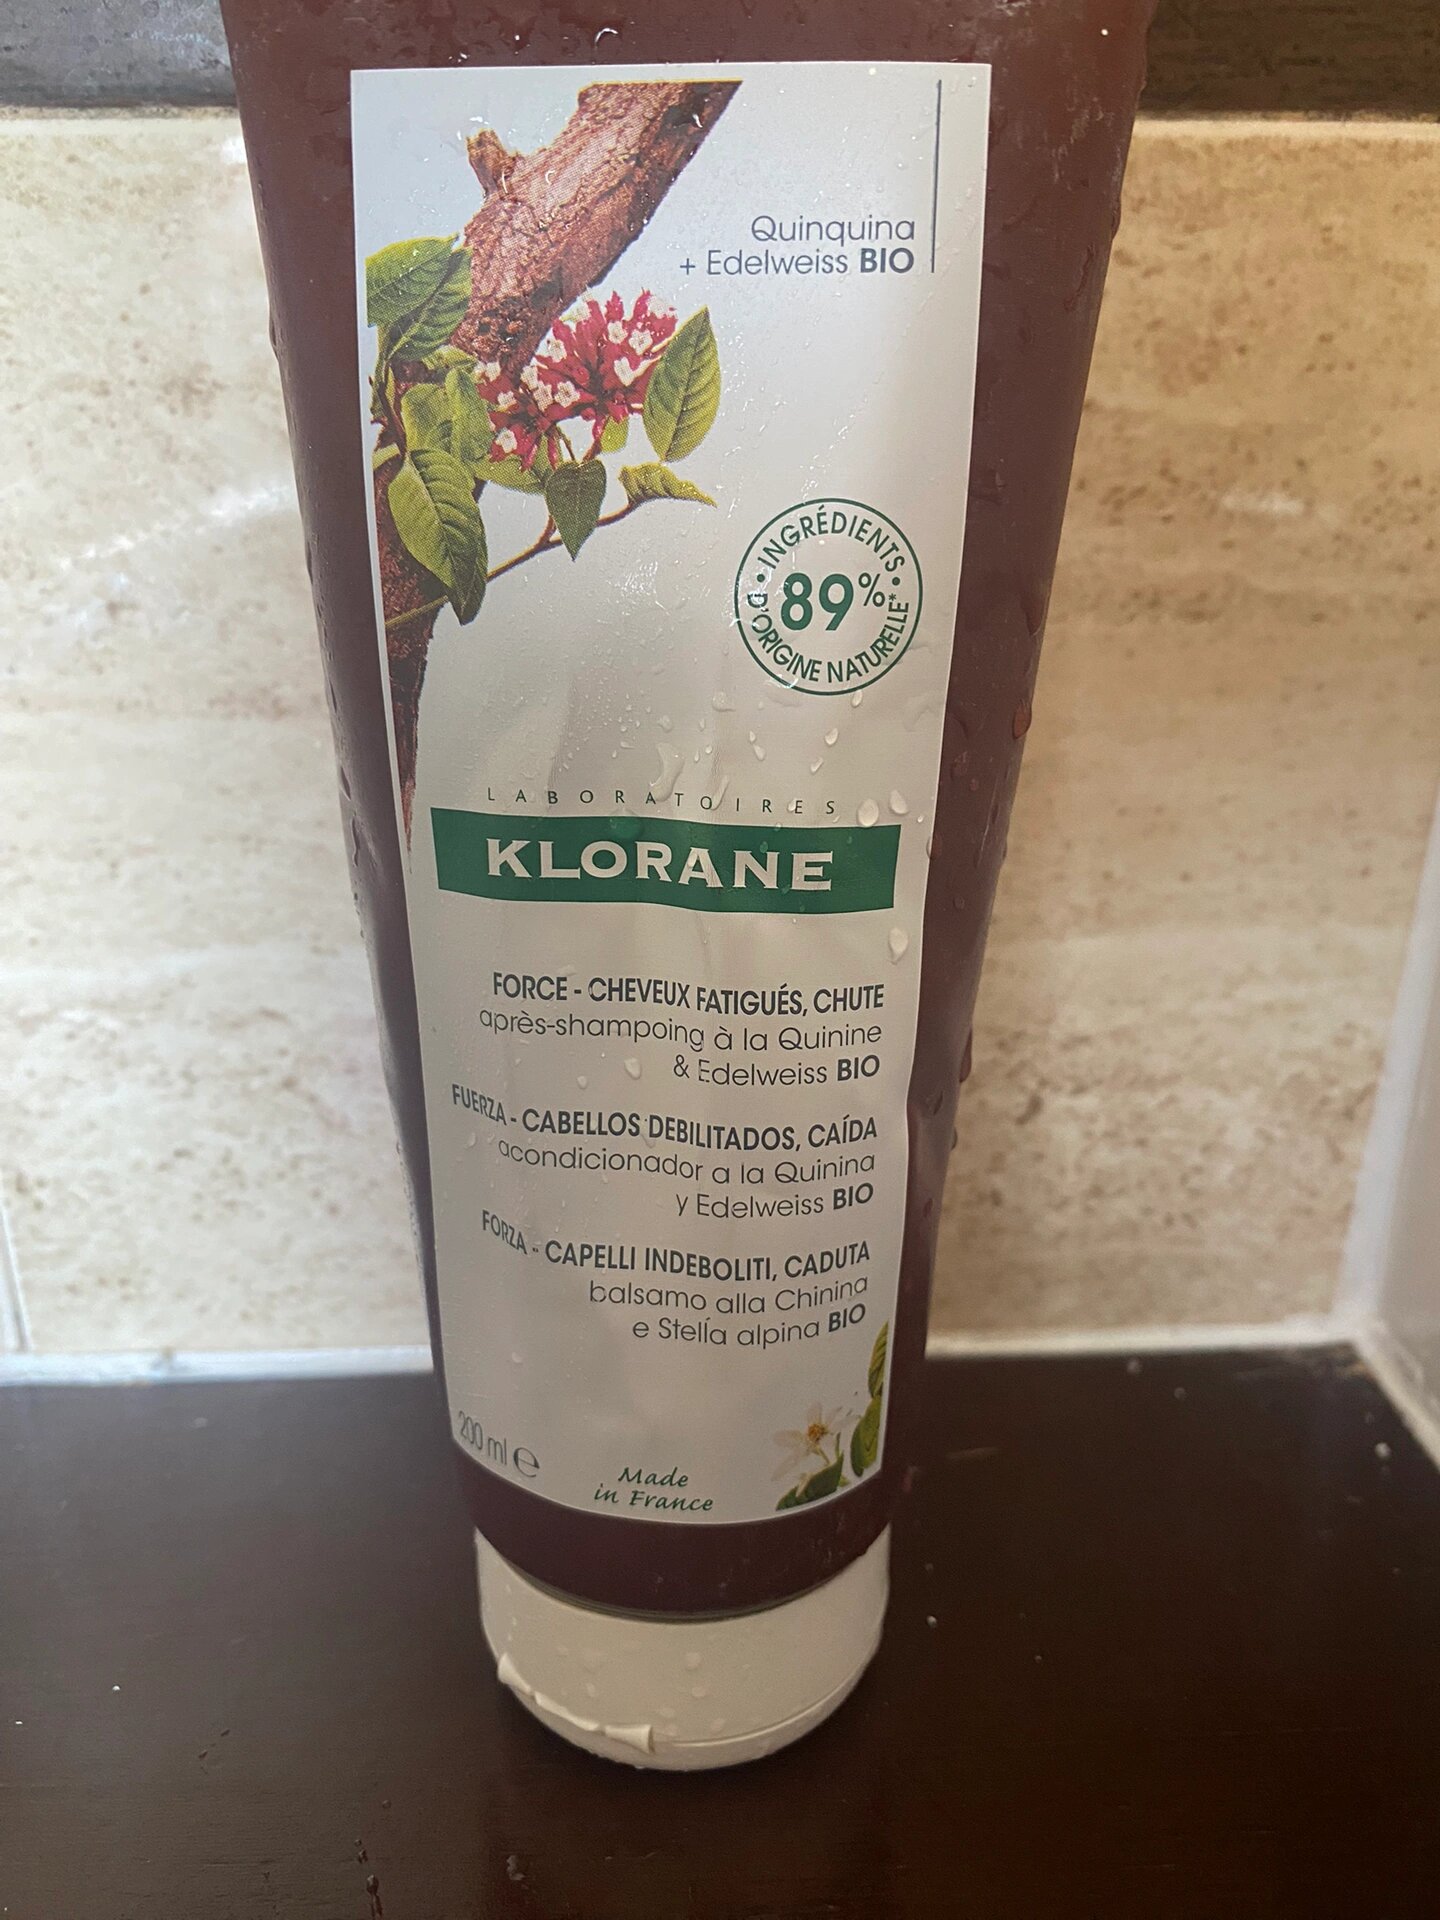 Quinquina
+ Edelweiss BIO
• INGRÉDIENTS •
89%
D'ORIGINE NATURELLE*
LABORATOIRES
KLORANE
FORCE - CHEVEUX FATIGUÉS, CHUTE
après-shampoing à la Quinine
& Edelweiss BIO
FUERZA - CABELLOS DEBILITADOS, CAÍDA
acondicionador a la Quinina
y Edelweiss BIO
FORZA - CAPELLI INDEBOLITI, CADUTA
balsamo alla Chinina
e Stella alpina BIO
200 ml ℮
Made
in France